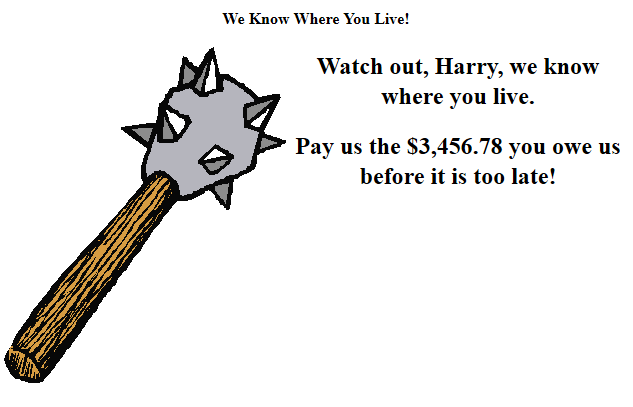 We Know Where You Live!
Watch out, Harry, we know
where you live.
Pay us the $3,456.78 you owe us
before it is too late!